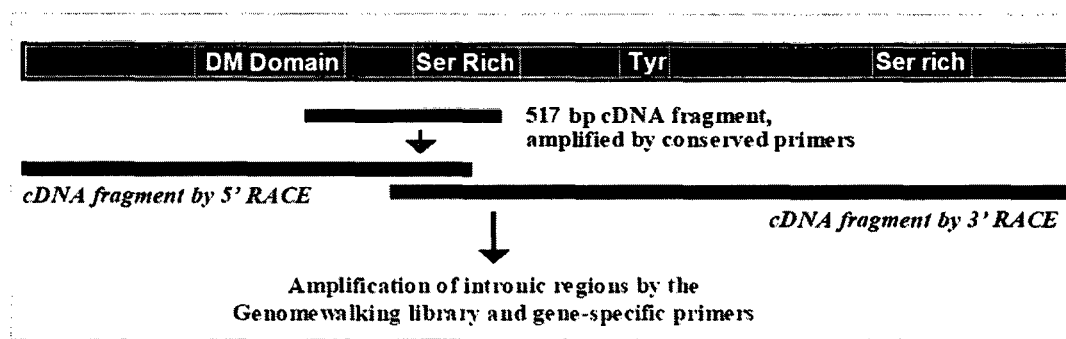 DM Domain Ser Rich Tyr Ser rich
517 bp cDNA fragment,
amplified by conserved primers
cDNA fragment by 5' RACE
cDNA fragment by 3' RACE
Amplification of intronic regions by the
Genomewalking library and gene-specific primers